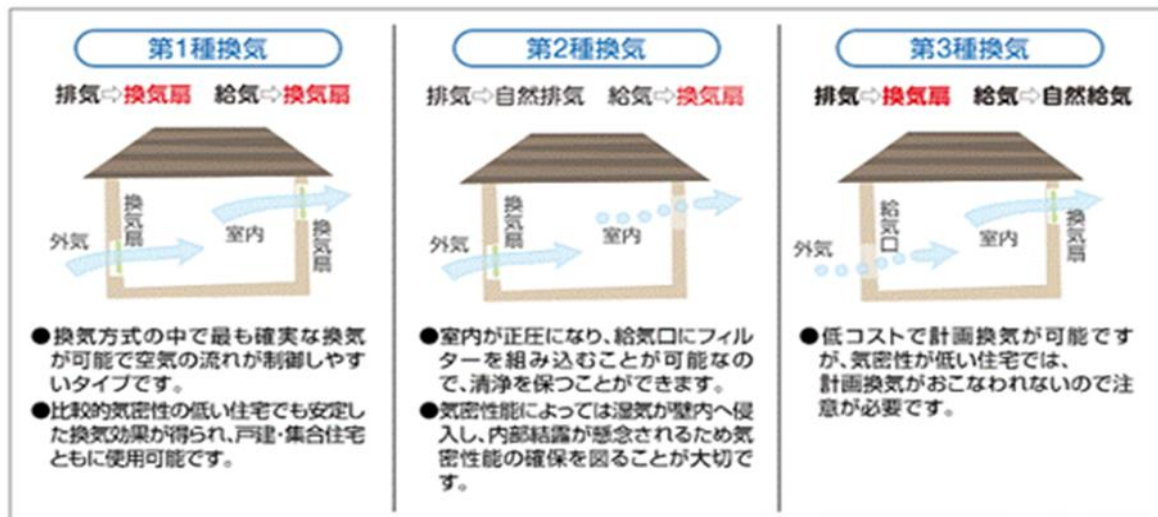 第1種換気
排気⇨換気扇 給気⇨換気扇
換気扇
外気
室内
換気扇
●換気方式の中で最も確実な換気
が可能で空気の流れが制御しやす
いタイプです。
●比較的気密性の低い住宅でも安定し
た換気効果が得られ、戸建・集合住宅
ともに使用可能です。
第2種換気
排気⇨自然排気 給気⇨換気扇
換気扇
外気
室内
●室内が正圧になり、給気口にフィル
ターを組み込むことが可能なの
で、清浄を保つことができます。
●気密性能によっては湿気が壁内へ侵
入し、内部結露が懸念されるため気
密性能の確保を図ることが大切で
す。
第3種換気
排気⇨換気扇 給気⇨自然給気
給気口
外気
室内
換気扇
●低コストで計画換気が可能です
が、気密性が低い住宅では、
計画換気がおこなわれないので注
意が必要です。